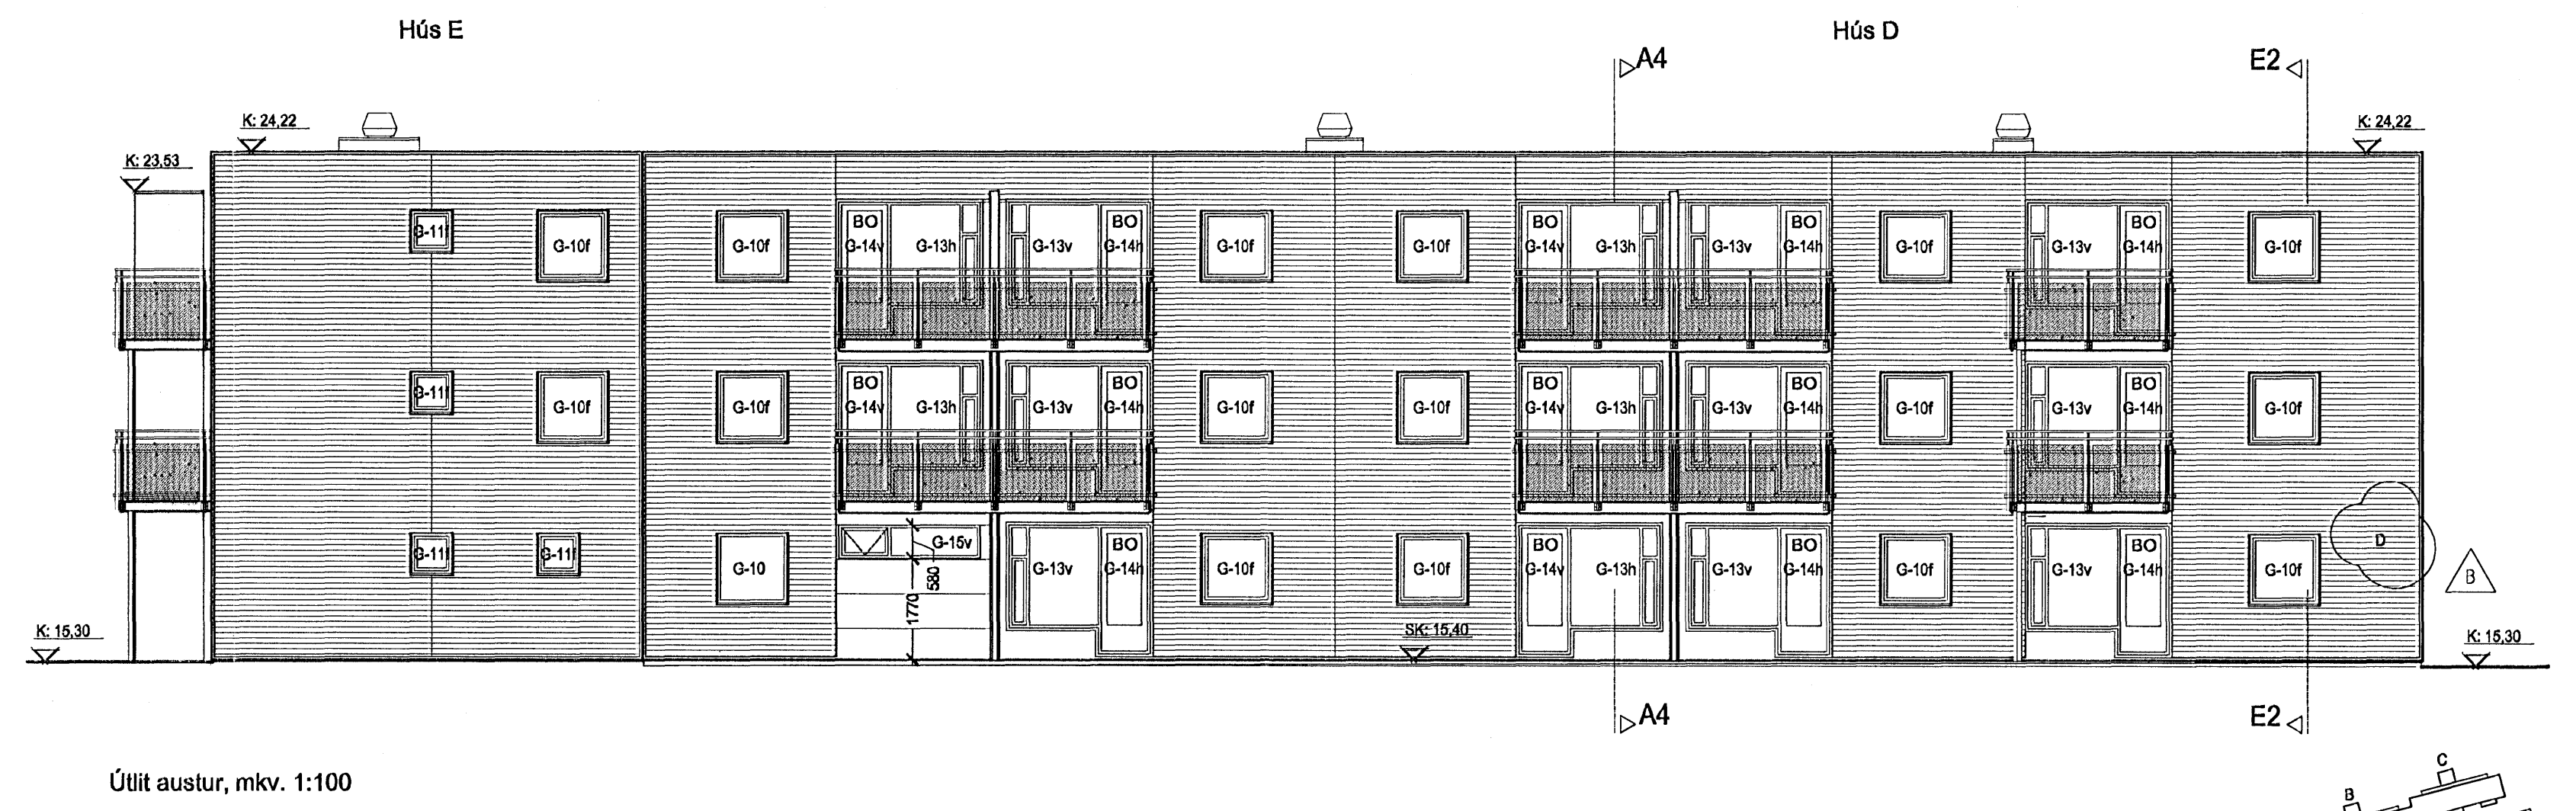 Hús E
Hús D
A4
E2
K: 24,22
K: 24,22
K: 23,53
G-11f
G-10f
G-10f
BO
G-14v
G-13h
G-13v
BO
G-14h
G-10f
G-10f
BO
G-14v
G-13h
G-13v
BO
G-14h
G-10f
G-13v
BO
G-14h
G-10f
G-11f
G-10f
G-10f
BO
G-14v
G-13h
G-13v
BO
G-14h
G-10f
G-10f
BO
G-14v
G-13h
G-13v
BO
G-14h
G-10f
G-13v
BO
G-14h
G-10f
G-11f
G-11f
G-10
G-15v
580
1770
G-13v
BO
G-14h
G-10f
G-10f
BO
G-14v
G-13h
G-13v
BO
G-14h
G-10f
G-13v
BO
G-14h
G-10f
D
B
K: 15,30
SK: 15,40
K: 15,30
A4
E2
Útlit austur, mkv. 1:100
C
B